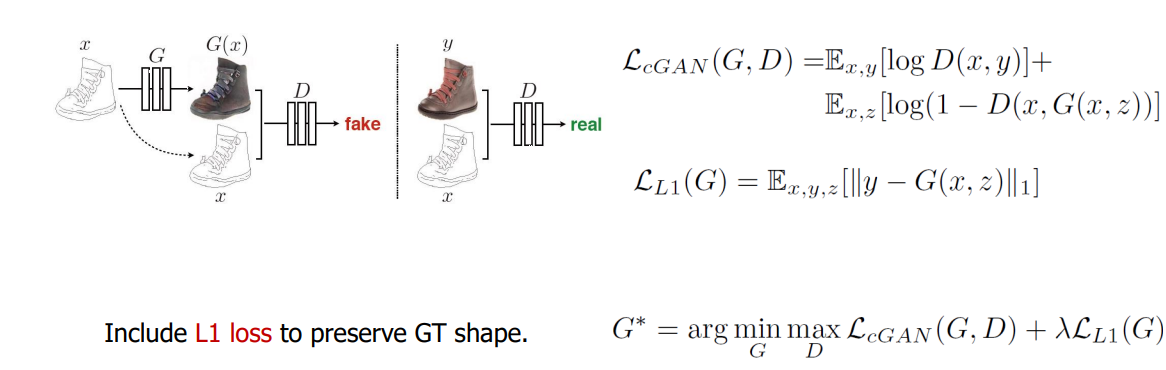 x
G
G(x)
D
fake
x
y
D
real
x
$\mathcal{L}_{cGAN}(G, D) = \mathbb{E}_{x,y}[\log D(x, y)] +$
$\mathbb{E}_{x,z}[\log(1 - D(x, G(x, z))]$
$\mathcal{L}_{L1}(G) = \mathbb{E}_{x,y,z}[\|y - G(x, z)\|_1]$
Include L1 loss to preserve GT shape.
$G^* = \arg\min_G \max_D \mathcal{L}_{cGAN}(G, D) + \lambda\mathcal{L}_{L1}(G)$